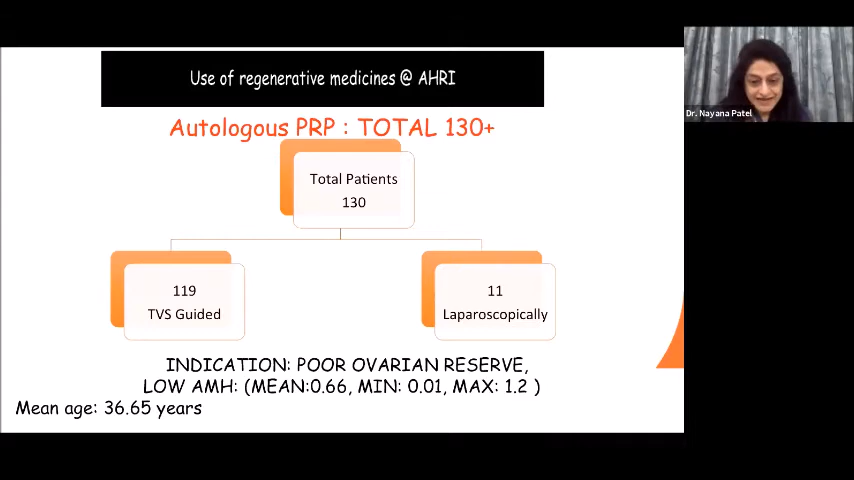 Use of regenerative medicines @ AHRI
Dr. Nayana Patel
Autologous PRP : TOTAL 130+
Total Patients
130
119
TVS Guided
11
Laparoscopically
INDICATION: POOR OVARIAN RESERVE,
LOW AMH: (MEAN:0.66, MIN: 0.01, MAX: 1.2 )
Mean age: 36.65 years